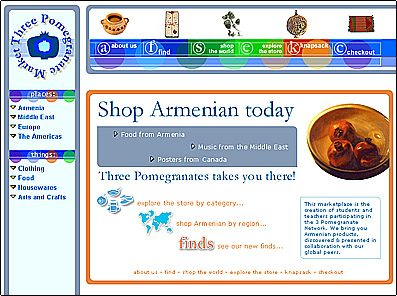 Three Pomegranate Market
a about us
f find
s shop the world
e explore the store
k knapsack
c checkout
places:
Armenia
Middle East
Europe
The Americas
things:
Clothing
Food
Housewares
Arts and Crafts
Shop Armenian today
Food from Armenia
Music from the Middle East
Posters from Canada
Three Pomegranates takes you there!
explore the store by category...
shop Armenian by region...
finds see our new finds...
This marketplace is the
creation of students and
teachers participating in
the 3 Pomegranate
Network. We bring you
Armenian products,
discovered & presented in
collaboration with our
global peers.
about us • find • shop the world • explore the store • knapsack • checkout